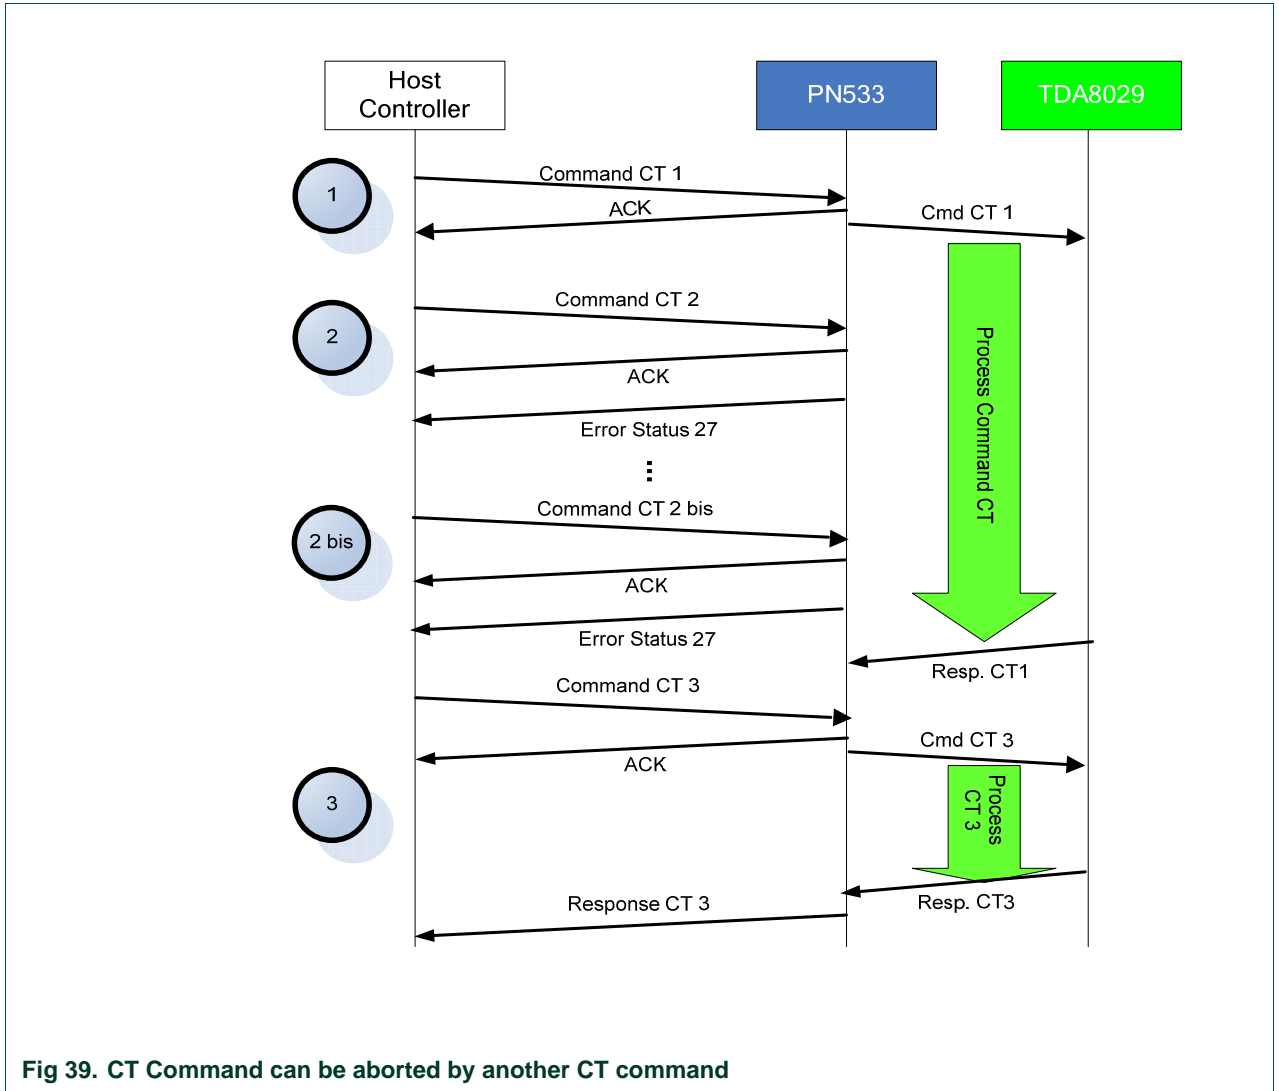 Host
Controller
PN533
TDA8029
1
Command CT 1
ACK
Cmd CT 1
2
Command CT 2
ACK
Error Status 27
Process Command CT
...
2 bis
Command CT 2 bis
ACK
Error Status 27
Resp. CT1
Command CT 3
ACK
Cmd CT 3
3
Process
CT 3
Resp. CT3
Response CT 3
Fig 39. CT Command can be aborted by another CT command